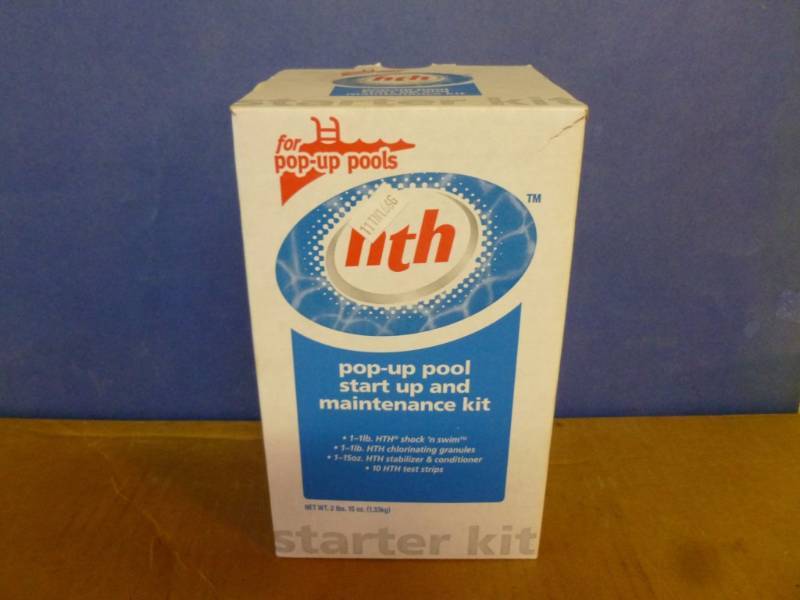 hth
starter kit
for
pop-up pools
TM
hth
pop-up pool
start up and
maintenance kit
• 1-1lb. HTH® shock 'n swim™
• 1-1lb. HTH chlorinating granules
• 1-15oz. HTH stabilizer & conditioner
• 10 HTH test strips
NET WT. 2 lbs. 15 oz. (1.33kg)
starter kit